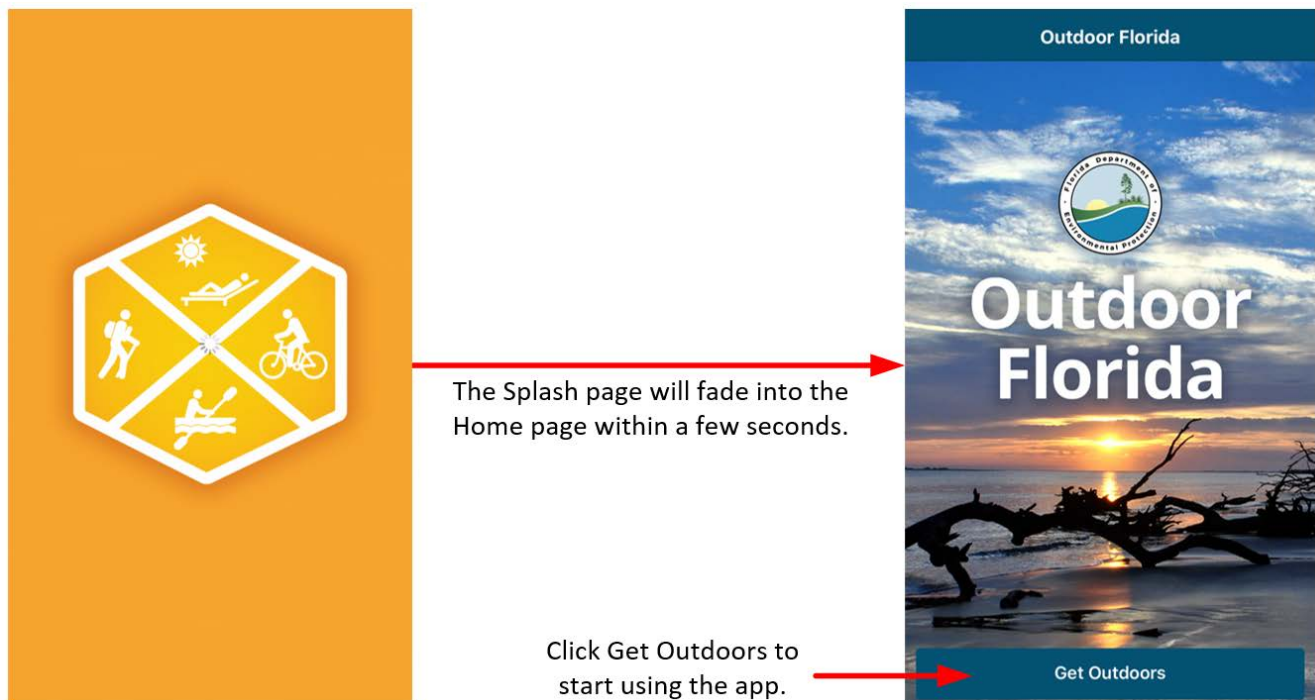 Outdoor Florida
Florida Department of
Environmental Protection
Outdoor
Florida
The Splash page will fade into the
Home page within a few seconds.
Click Get Outdoors to
start using the app.
Get Outdoors